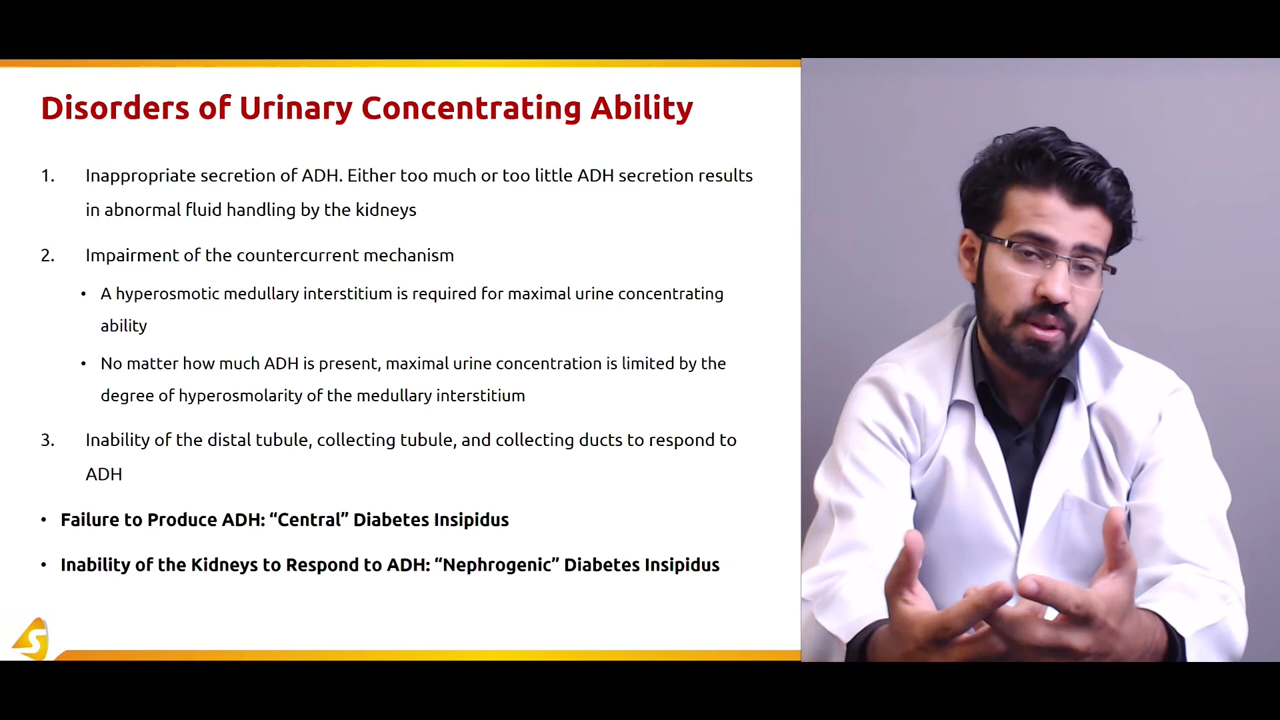 Disorders of Urinary Concentrating Ability
1. Inappropriate secretion of ADH. Either too much or too little ADH secretion results
in abnormal fluid handling by the kidneys
2. Impairment of the countercurrent mechanism
• A hyperosmotic medullary interstitium is required for maximal urine concentrating
ability
• No matter how much ADH is present, maximal urine concentration is limited by the
degree of hyperosmolarity of the medullary interstitium
3. Inability of the distal tubule, collecting tubule, and collecting ducts to respond to
ADH
• Failure to Produce ADH: “Central” Diabetes Insipidus
• Inability of the Kidneys to Respond to ADH: “Nephrogenic” Diabetes Insipidus
S